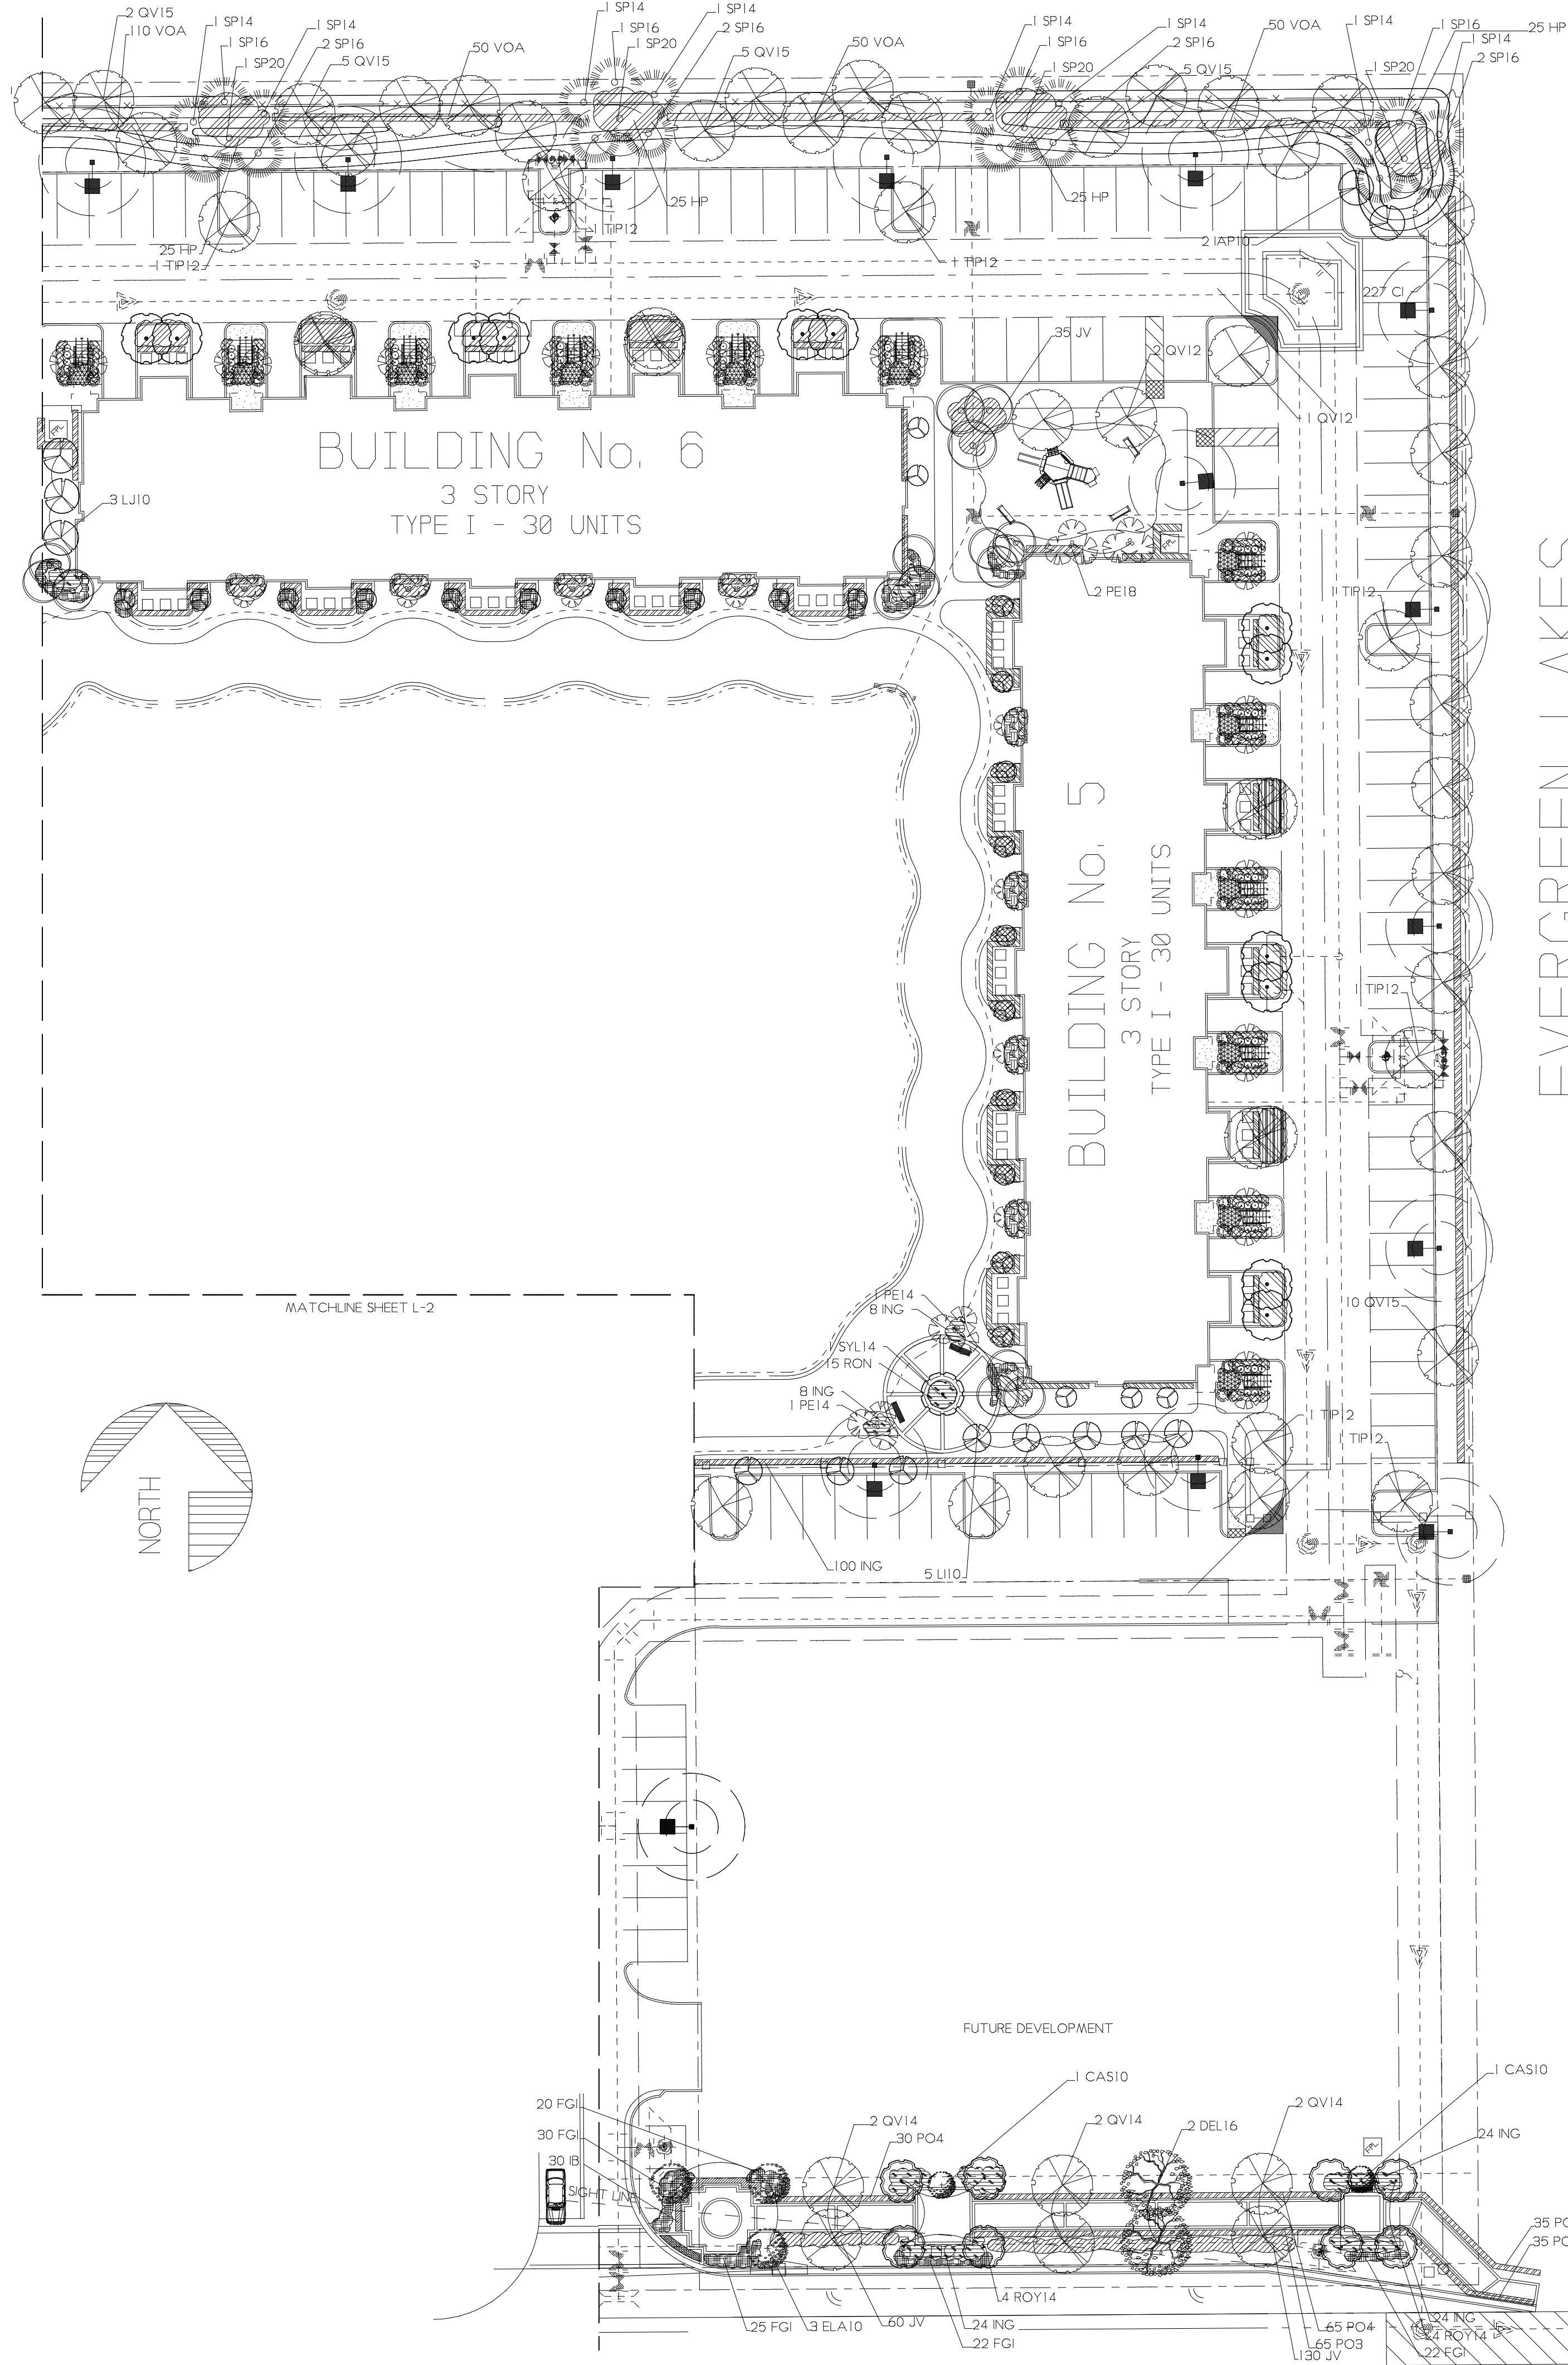 2 QV15
110 VOA
1 SP14
1 SP16
1 SP20
1 SP14
2 SP16
5 QV15
50 VOA
1 SP14
1 SP16
1 SP20
1 SP14
2 SP16
5 QV15
50 VOA
1 SP14
1 SP16
1 SP20
1 SP14
2 SP16
5 QV15
50 VOA
1 SP14
1 SP20
1 SP16
25 HP
1 SP14
2 SP16
25 HP
1 TIP12
25 HP
1 TIP12
1 TIP12
25 HP
2 IAP10
227 CI
35 JV
2 QV12
1 QV12
BUILDING No. 6
3 STORY
TYPE I - 30 UNITS
3 LJ10
FPL
FPL
2 PE18
1 TIP12
EVERGREEN LAKES
BUILDING No. 5
3 STORY
TYPE I - 30 UNITS
1 TIP12
10 QV15
MATCHLINE SHEET L-2
1 PE14
8 ING
1 SYL14
15 RON
8 ING
1 PE14
1 TIP12
1 TIP12
100 ING
5 LI10
NORTH
FUTURE DEVELOPMENT
1 CAS10
1 CAS10
20 FGI
30 FGI
30 IB
SIGHT LINE
2 QV14
30 PO4
2 QV14
2 DEL16
2 QV14
FPL
24 ING
25 FGI
3 ELA10
60 JV
22 FGI
24 ING
4 ROY14
65 PO4
65 PO3
130 JV
24 ING
4 ROY14
22 FGI
35 PO
35 PO